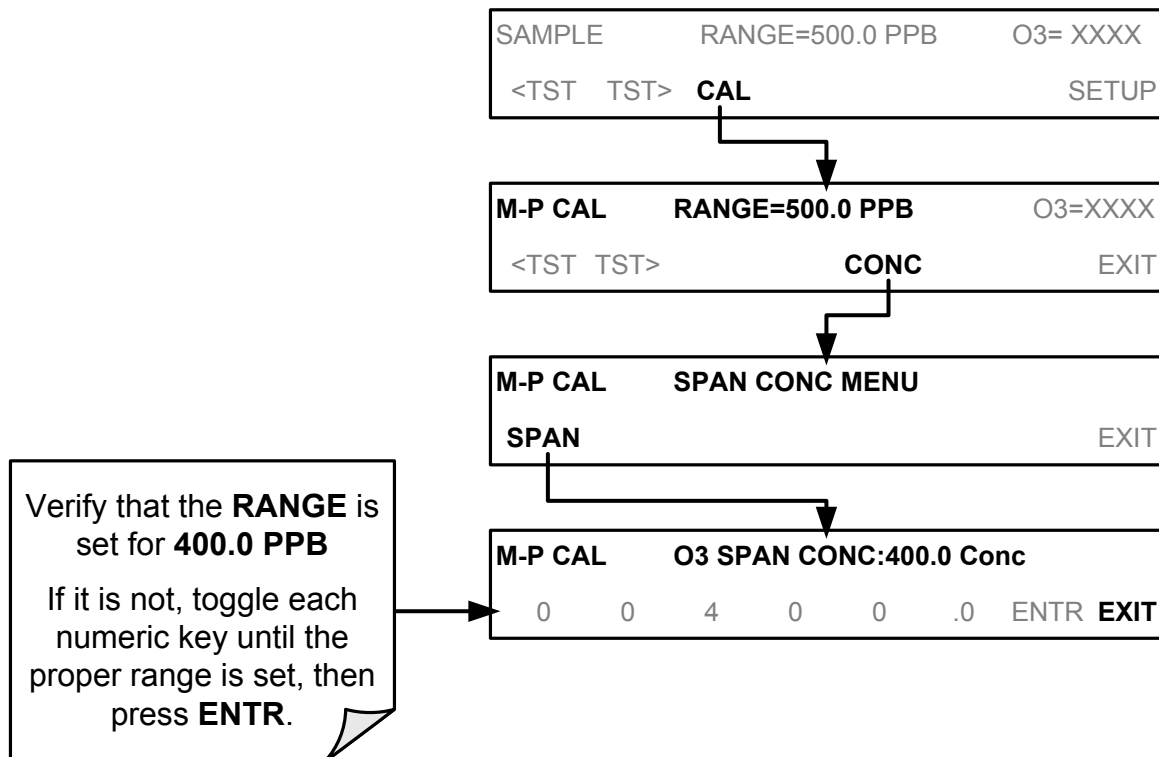 SAMPLE RANGE=500.0 PPB O3= XXXX
<TST TST> CAL SETUP
M-P CAL RANGE=500.0 PPB O3=XXXX
<TST TST> CONC EXIT
M-P CAL SPAN CONC MENU
SPAN EXIT
Verify that the RANGE is
set for 400.0 PPB
If it is not, toggle each
numeric key until the
proper range is set, then
press ENTR.
M-P CAL O3 SPAN CONC:400.0 Conc
0 0 4 0 0 .0 ENTR EXIT